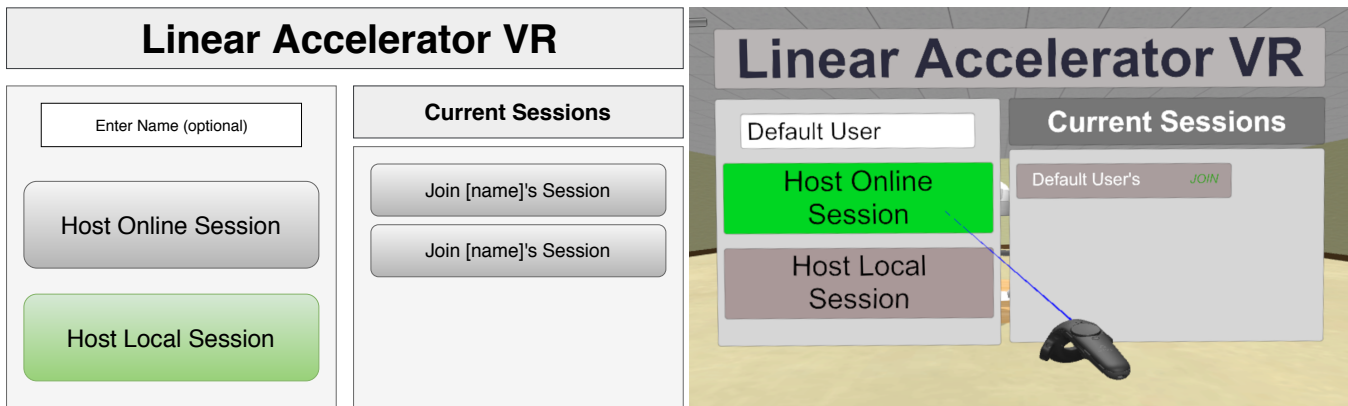 Linear Accelerator VR
Enter Name (optional)
Host Online Session
Host Local Session
Current Sessions
Join [name]'s Session
Join [name]'s Session
Linear Accelerator VR
Default User
Host Online
Session
Host Local
Session
Current Sessions
Default User's JOIN